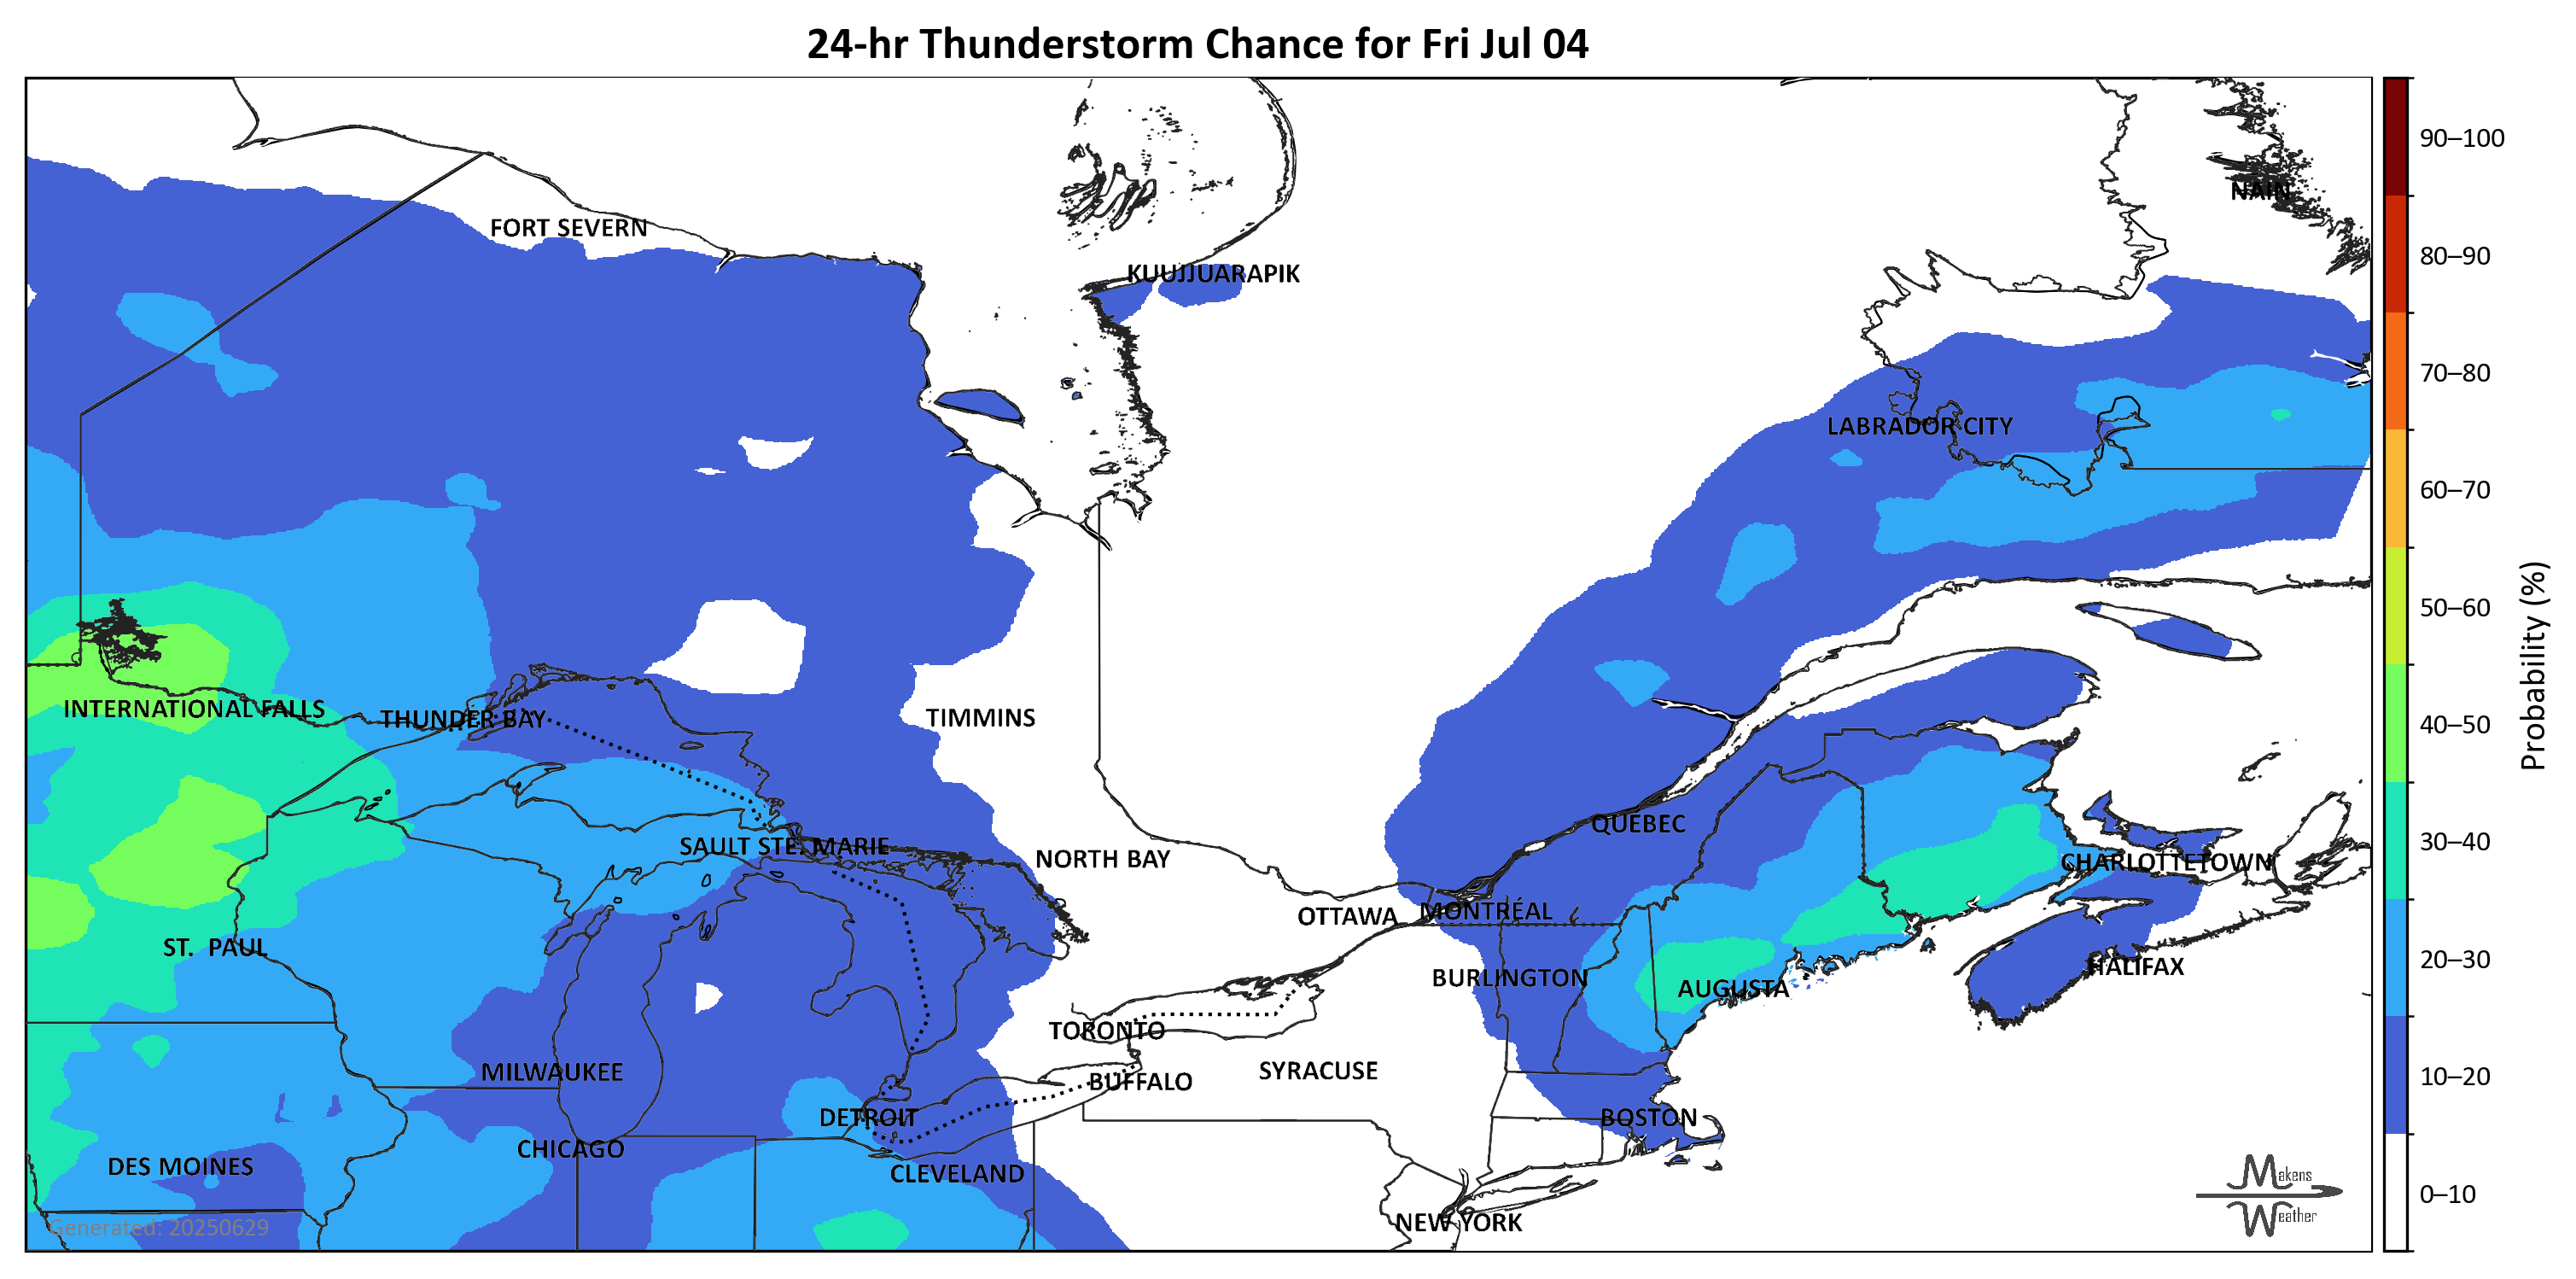 24-hr Thunderstorm Chance for Fri Jul 04
NAIN
FORT SEVERN
KUUJJUARAPIK
LABRADOR CITY
INTERNATIONAL FALLS
THUNDER BAY
TIMMINS
QUEBEC
SAULT STE. MARIE
NORTH BAY
CHARLOTTETOWN
OTTAWA
MONTRÉAL
ST. PAUL
BURLINGTON
AUGUSTA
HALIFAX
TORONTO
MILWAUKEE
SYRACUSE
BUFFALO
DETROIT
BOSTON
CHICAGO
DES MOINES
CLEVELAND
NEW YORK
Generated: 20250629
Makens
Weather
90–100
80–90
70–80
60–70
50–60
40–50
30–40
20–30
10–20
0–10
Probability (%)